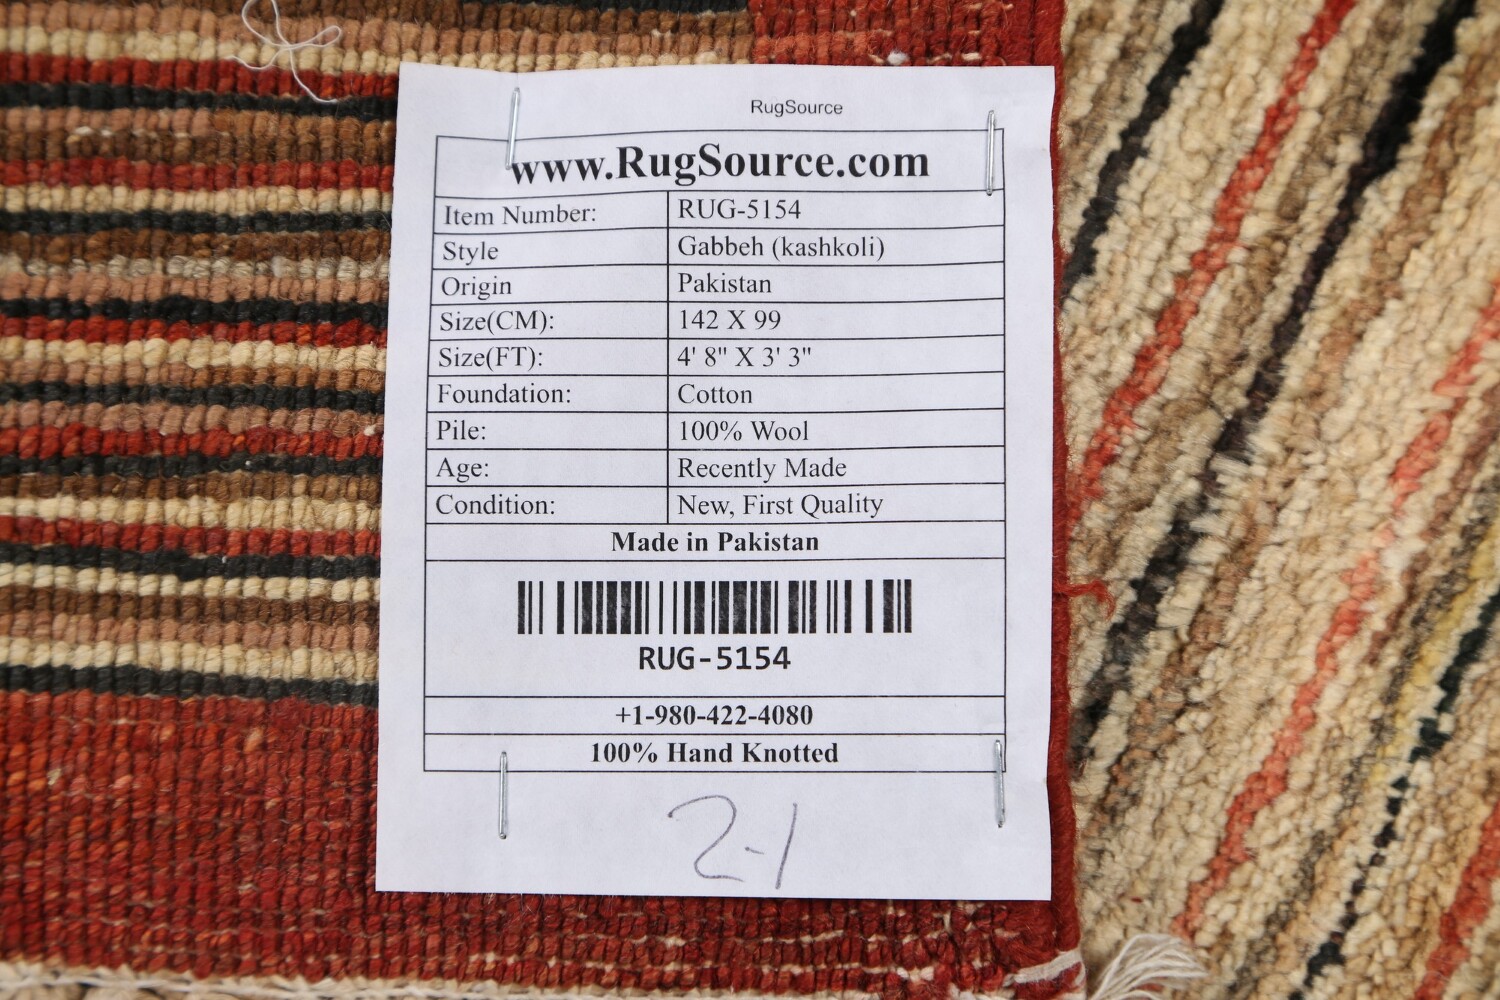 RugSource
www.RugSource.com
Item Number: RUG-5154
Style Gabbeh (kashkoli)
Origin Pakistan
Size(CM): 142 X 99
Size(FT): 4' 8" X 3' 3"
Foundation: Cotton
Pile: 100% Wool
Age: Recently Made
Condition: New, First Quality
Made in Pakistan
RUG-5154
+1-980-422-4080
100% Hand Knotted
2-1